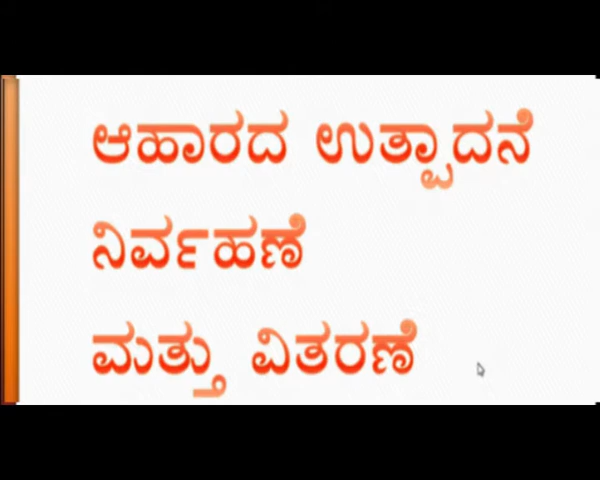 ಆಹಾರದ ಉತ್ಪಾದನೆ
ನಿರ್ವಹಣೆ
ಮತ್ತು ವಿತರಣೆ